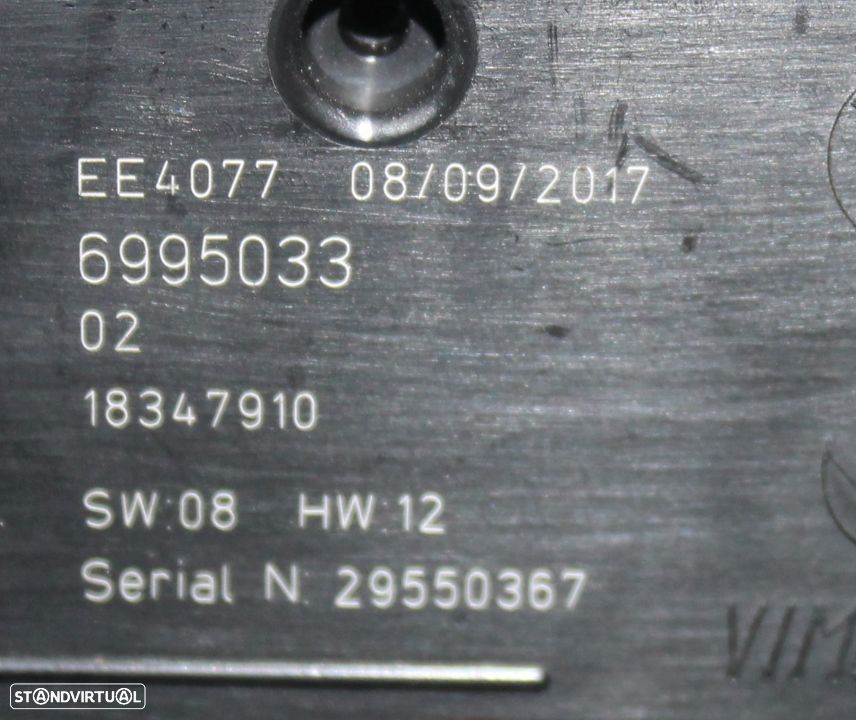 EE4077 08/09/2017
6995033
02
18347910
SW:08 HW:12
Serial N: 29550367
STANDVIRTUAL